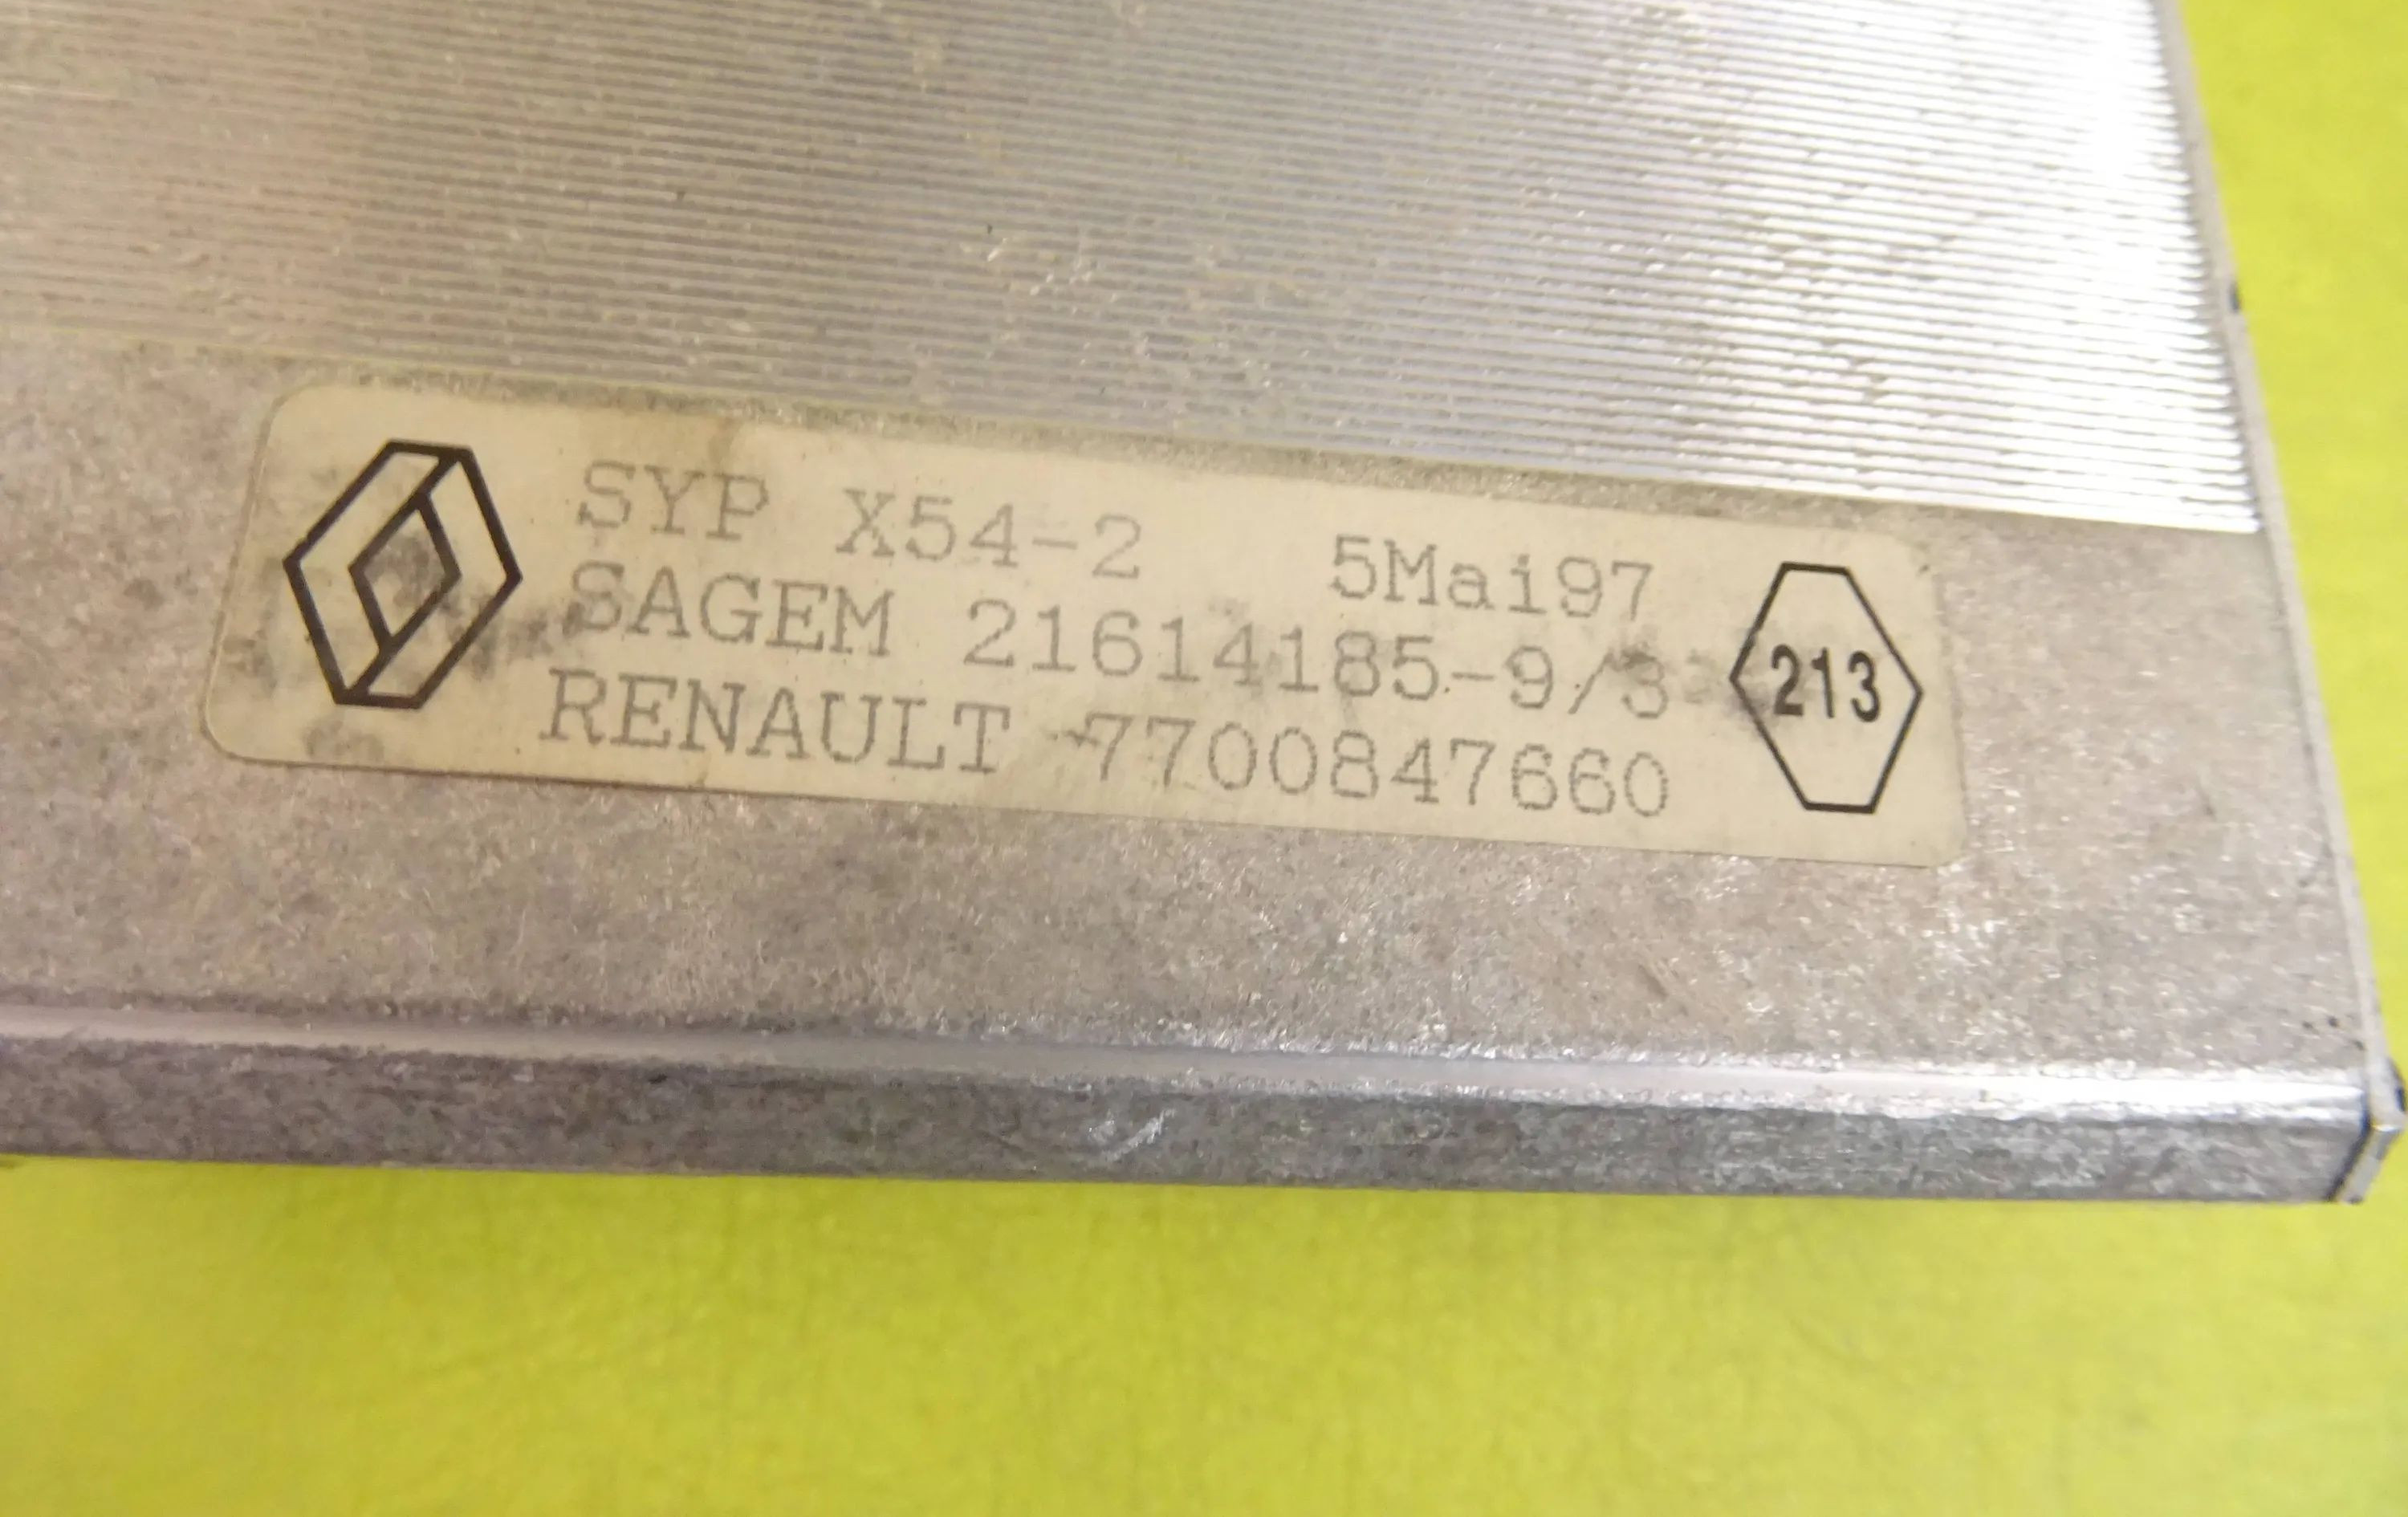 SYP X54-2 5Mai97
SAGEM 21614185-9/3
RENAULT 7700847660
213